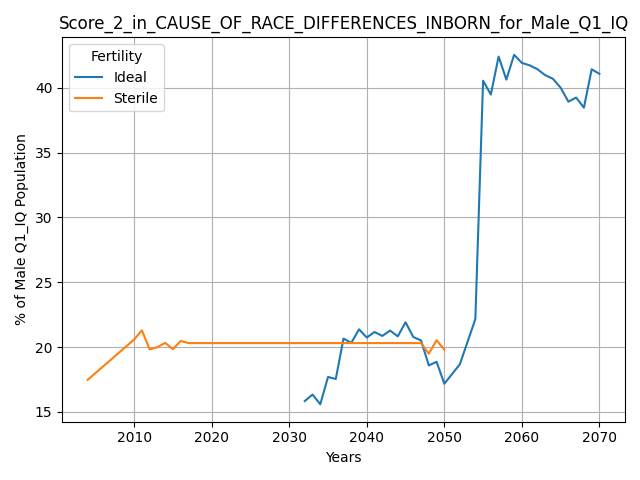 Score_2_in_CAUSE_OF_RACE_DIFFERENCES_INBORN_for_Male_Q1_IQ
Fertility
Ideal
Sterile
% of Male Q1_IQ Population
40
35
30
25
20
15
2010 2020 2030 2040 2050 2060 2070
Years